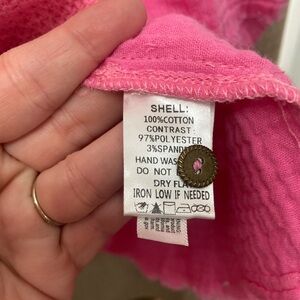 SHELL:
100%COTTON
CONTRAST:
97%POLYESTER
3%SPAND
HAND WAS
DO NOT
DRY FLA
IRON LOW IF NEEDED